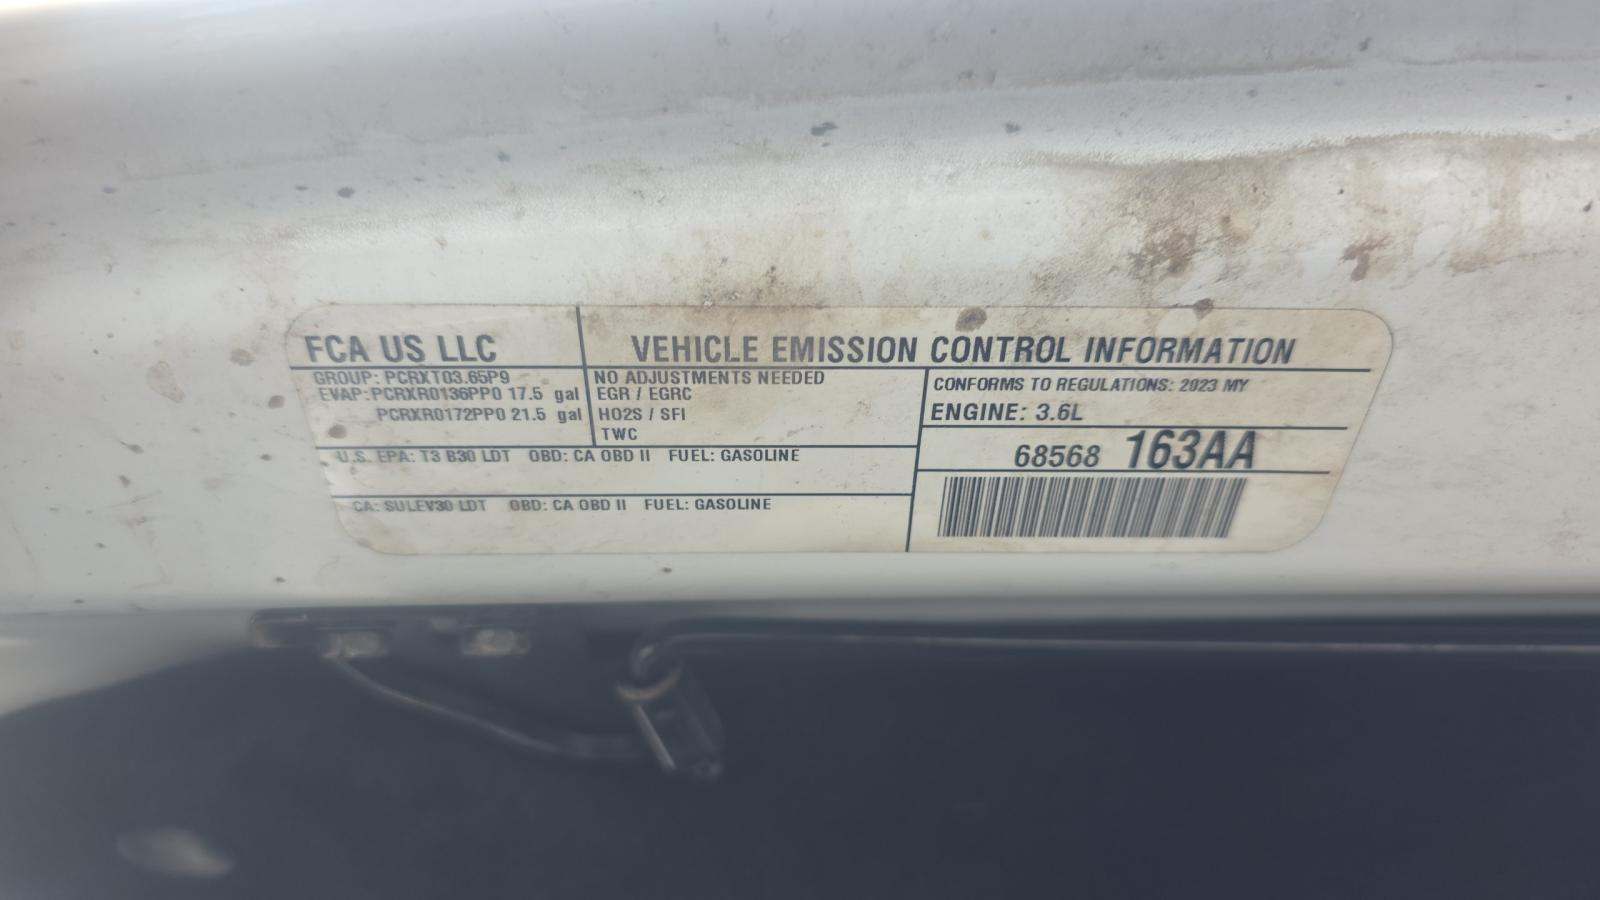 FCA US LLC
VEHICLE EMISSION CONTROL INFORMATION
GROUP: PCRXT03.65P9
EVAP: PCRXR0136PP0 17.5 gal
PCRXR0172PP0 21.5 gal
NO ADJUSTMENTS NEEDED
EGR / EGRC
HO2S / SFI
TWC
CONFORMS TO REGULATIONS: 2023 MY
ENGINE: 3.6L
68568 163AA
U.S. EPA: T3 B30 LDT OBD: CA OBD II FUEL: GASOLINE
CA: SULEV30 LDT OBD: CA OBD II FUEL: GASOLINE